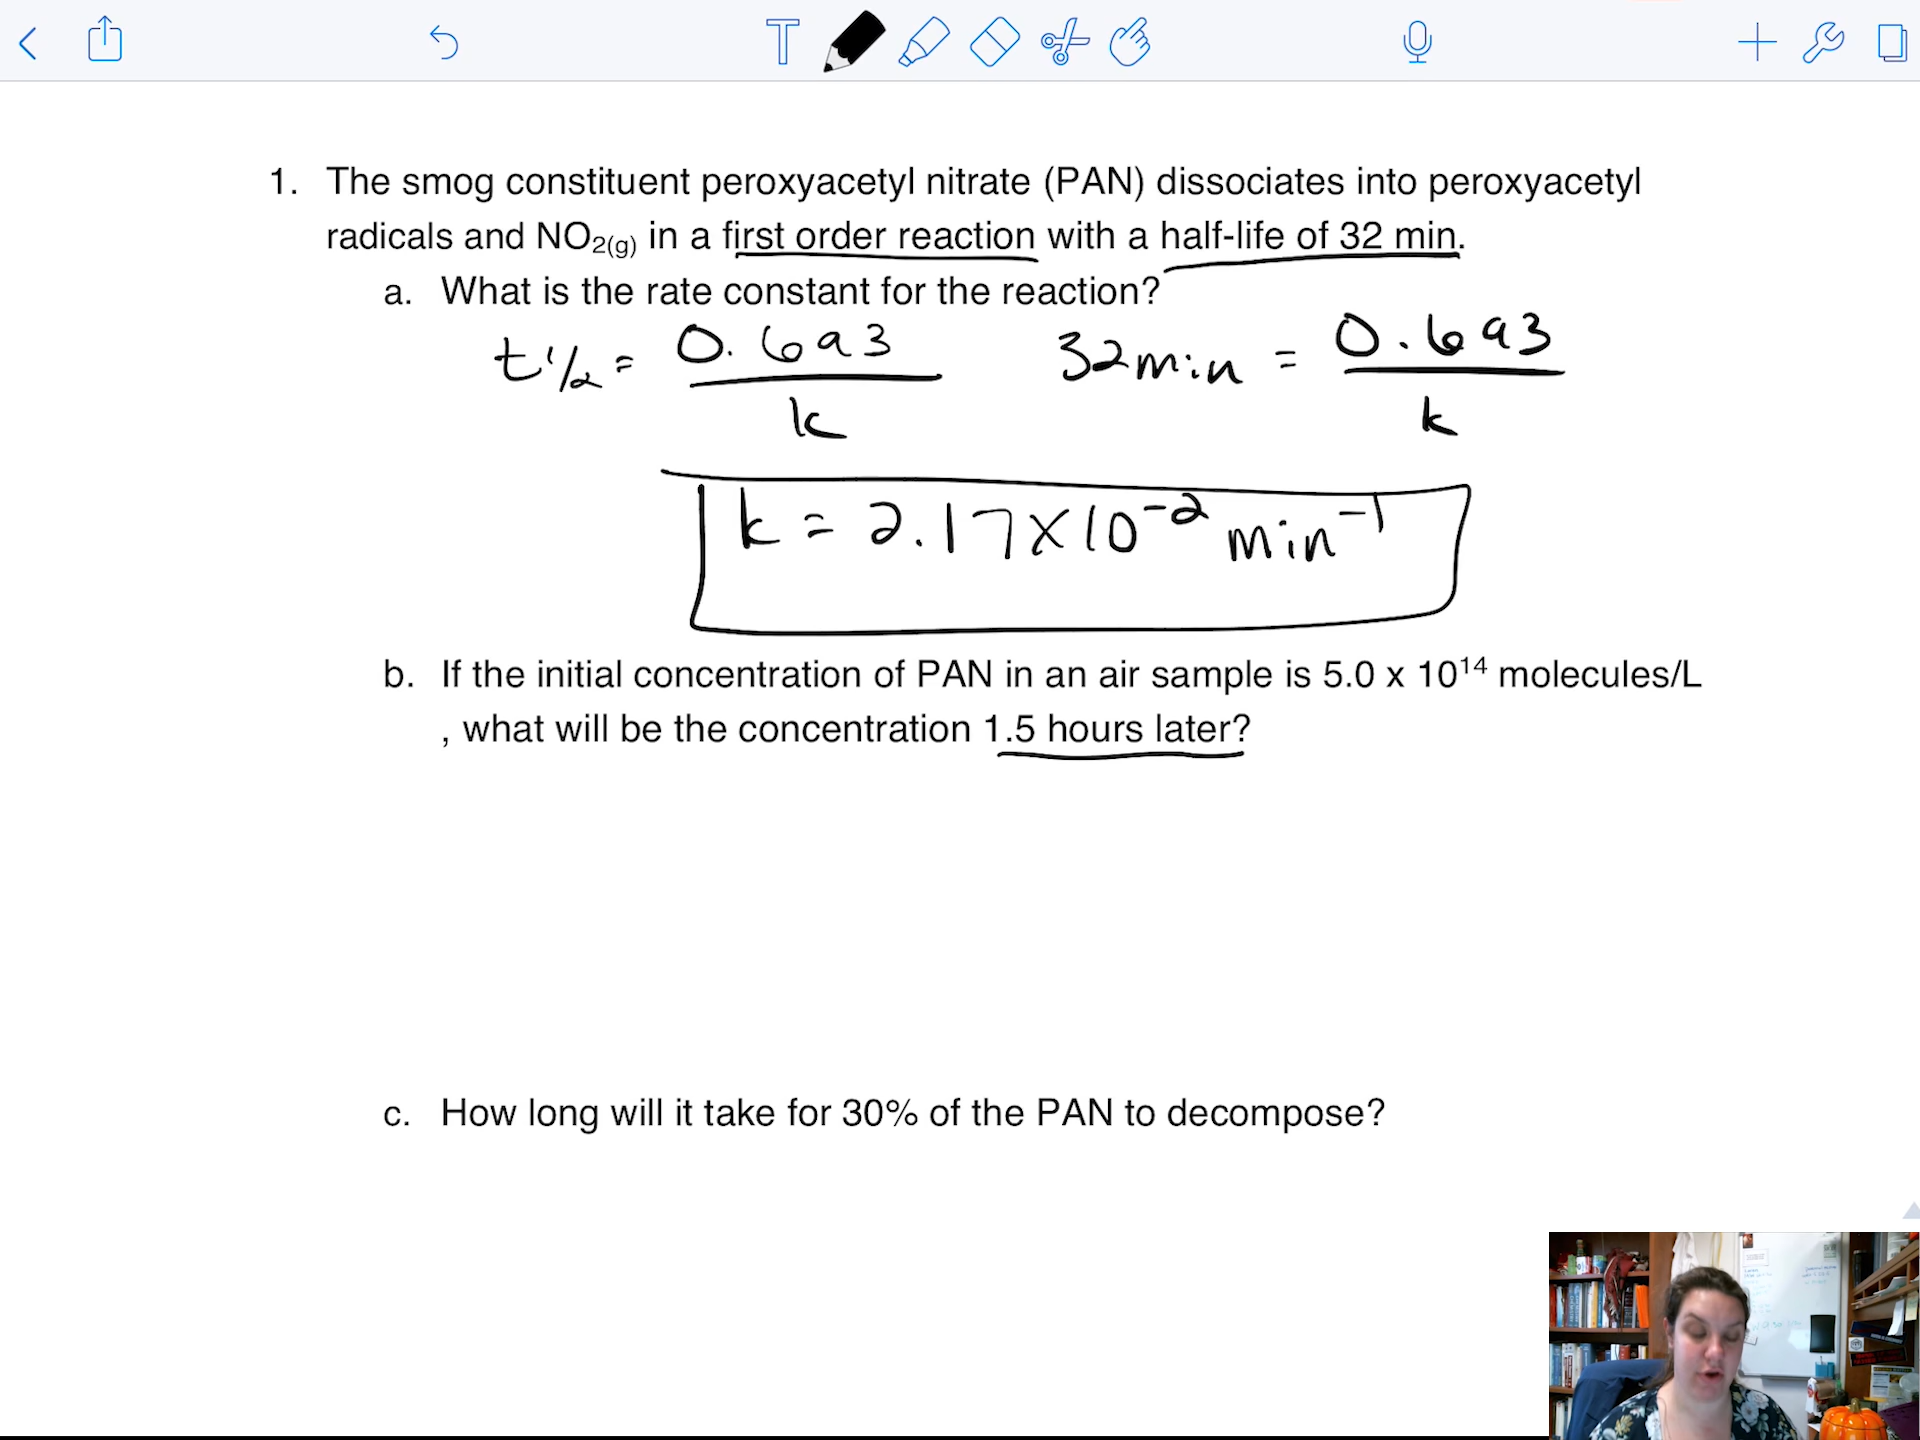 T
1. The smog constituent peroxyacetyl nitrate (PAN) dissociates into peroxyacetyl
radicals and NO₂(g) in a first order reaction with a half-life of 32 min.
a. What is the rate constant for the reaction?
t½ = 0.693 / k    32min = 0.693 / k
k = 2.17×10⁻² min⁻¹
b. If the initial concentration of PAN in an air sample is 5.0 x 10¹⁴ molecules/L
, what will be the concentration 1.5 hours later?
c. How long will it take for 30% of the PAN to decompose?